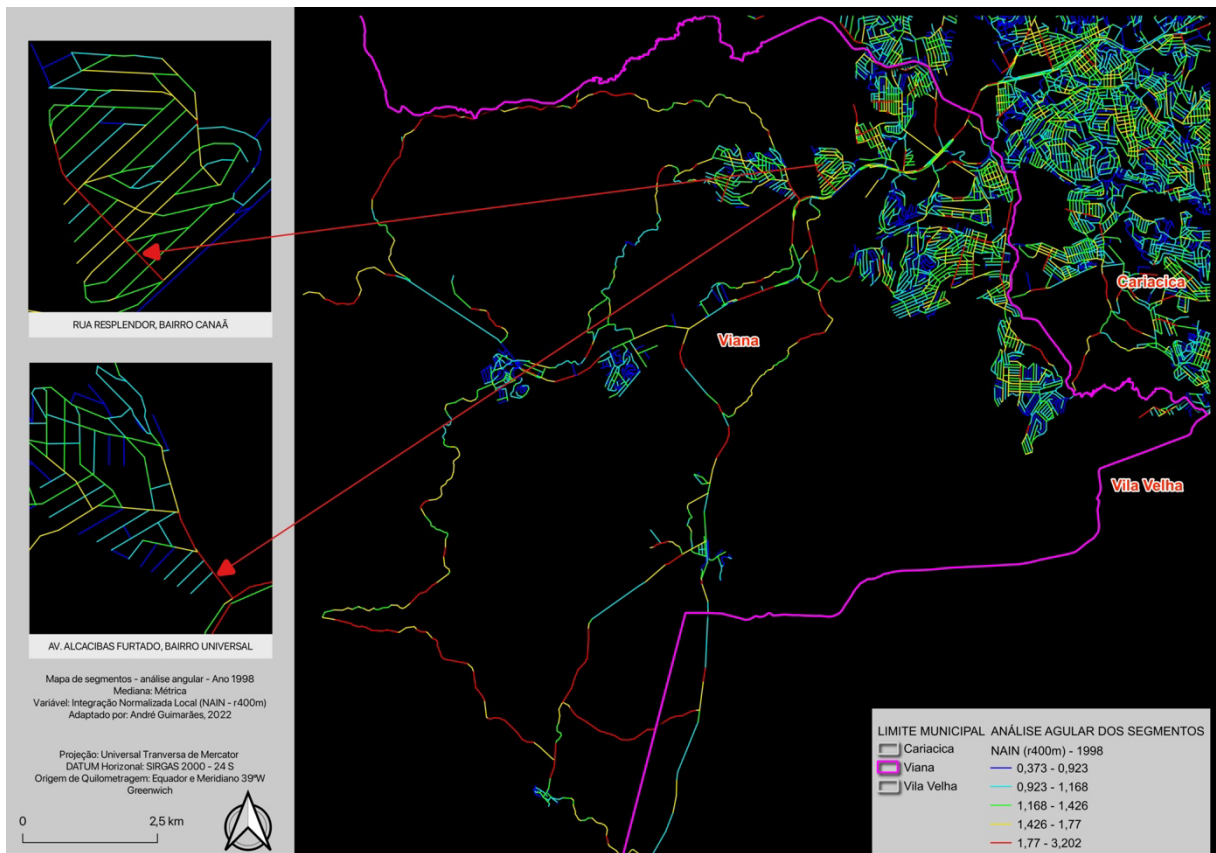 RUA RESPLENDOR, BAIRRO CANAÃ
AV. ALCACIBAS FURTADO, BAIRRO UNIVERSAL
Mapa de segmentos - análise angular - Ano 1998
Mediana: Métrica
Variável: Integração Normalizada Local (NAIN - r400m)
Adaptado por: André Guimarães, 2022
Projeção: Universal Tranversa de Mercator
DATUM Horizonal: SIRGAS 2000 - 24 S
Origem de Quilometragem: Equador e Meridiano 39ºW
Greenwich
0 2,5 km
Cariacica
Viana
Vila Velha
LIMITE MUNICIPAL
Cariacica
Viana
Vila Velha
ANÁLISE AGULAR DOS SEGMENTOS
NAIN (r400m) - 1998
0,373 - 0,923
0,923 - 1,168
1,168 - 1,426
1,426 - 1,77
1,77 - 3,202